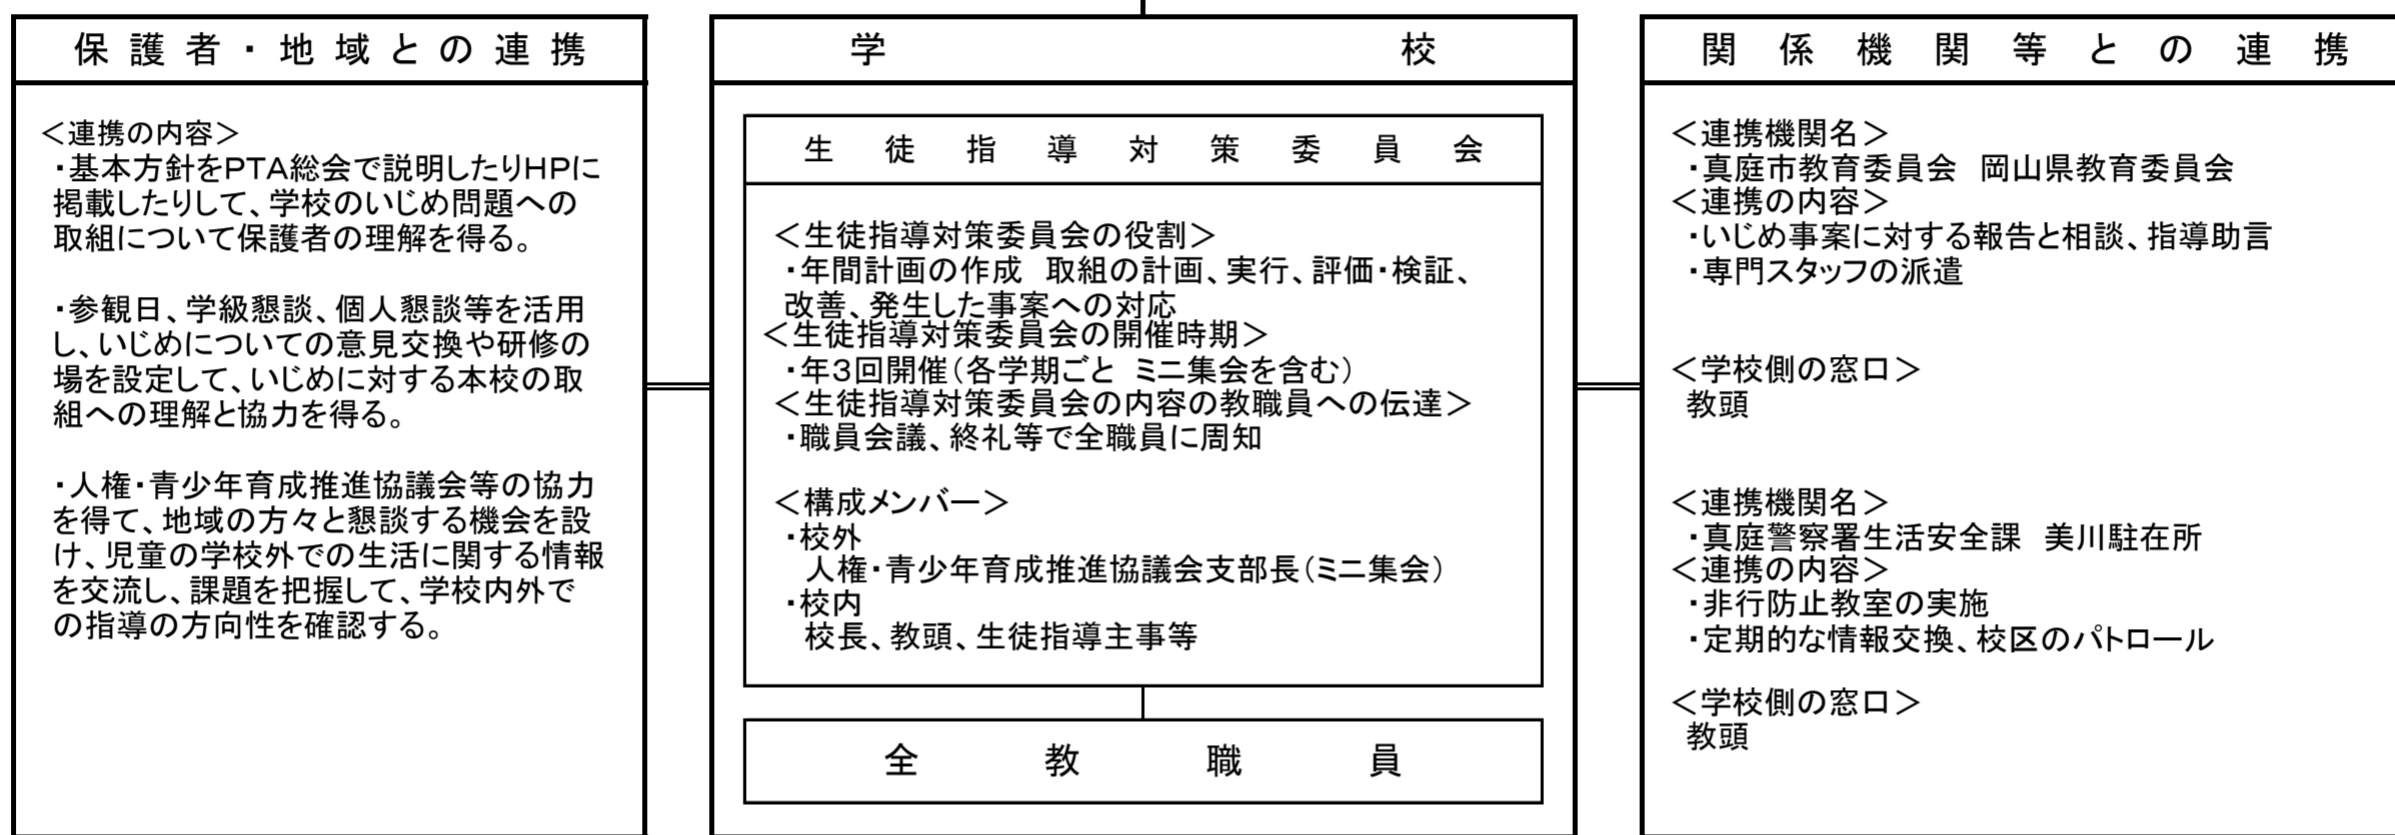 保護者・地域との連携
＜連携の内容＞
・基本方針をPTA総会で説明したりHPに
掲載したりして、学校のいじめ問題への
取組について保護者の理解を得る。
・参観日、学級懇談、個人懇談等を活用
し、いじめについての意見交換や研修の
場を設定して、いじめに対する本校の取
組への理解と協力を得る。
・人権・青少年育成推進協議会等の協力
を得て、地域の方々と懇談する機会を設
け、児童の学校外での生活に関する情報
を交流し、課題を把握して、学校内外で
の指導の方向性を確認する。
学校
生徒指導対策委員会
＜生徒指導対策委員会の役割＞
・年間計画の作成　取組の計画、実行、評価・検証、
改善、発生した事案への対応
＜生徒指導対策委員会の開催時期＞
・年３回開催（各学期ごと　ミニ集会を含む）
＜生徒指導対策委員会の内容の教職員への伝達＞
・職員会議、終礼等で全職員に周知
＜構成メンバー＞
・校外
人権・青少年育成推進協議会支部長（ミニ集会）
・校内
校長、教頭、生徒指導主事等
全教職員
関係機関等との連携
＜連携機関名＞
・真庭市教育委員会　岡山県教育委員会
＜連携の内容＞
・いじめ事案に対する報告と相談、指導助言
・専門スタッフの派遣
＜学校側の窓口＞
教頭
＜連携機関名＞
・真庭警察署生活安全課　美川駐在所
＜連携の内容＞
・非行防止教室の実施
・定期的な情報交換、校区のパトロール
＜学校側の窓口＞
教頭